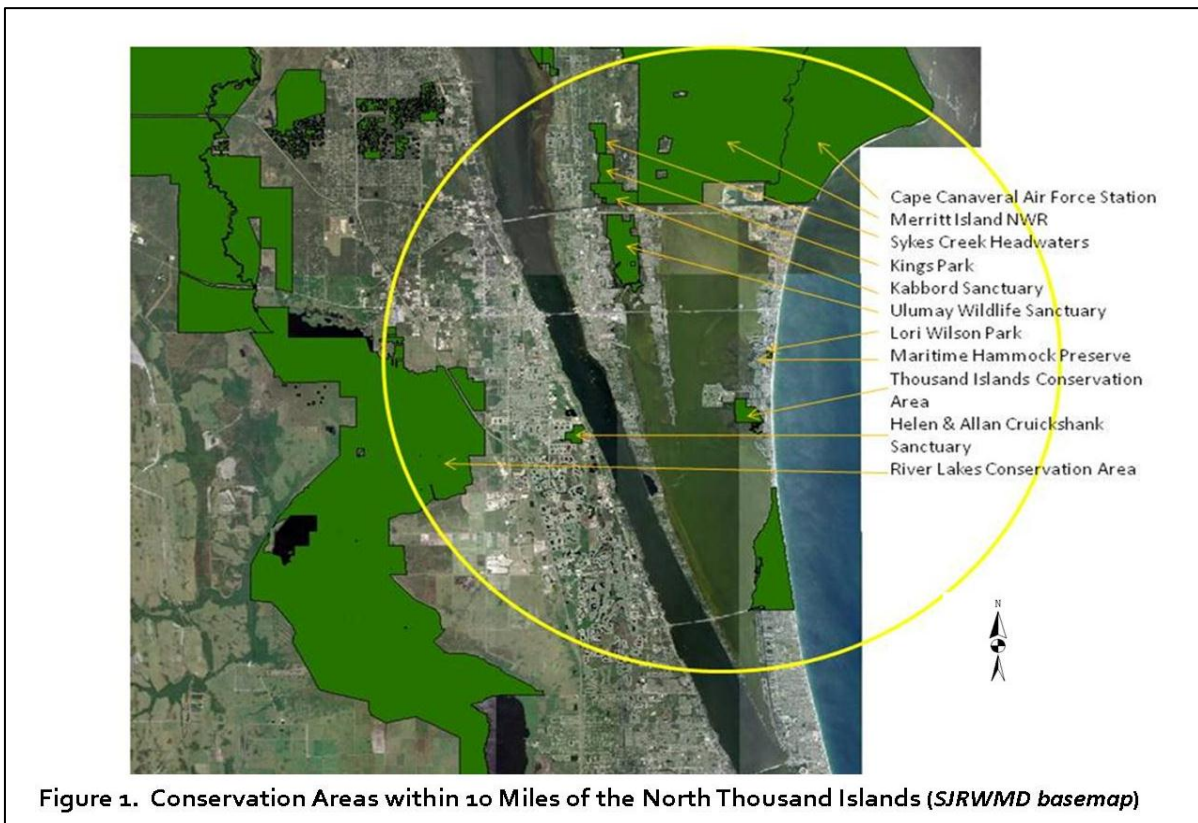 Cape Canaveral Air Force Station
Merritt Island NWR
Sykes Creek Headwaters
Kings Park
Kabbord Sanctuary
Ulumay Wildlife Sanctuary
Lori Wilson Park
Maritime Hammock Preserve
Thousand Islands Conservation
Area
Helen & Allan Cruickshank
Sanctuary
River Lakes Conservation Area
N
Figure 1. Conservation Areas within 10 Miles of the North Thousand Islands (SJRWMD basemap)